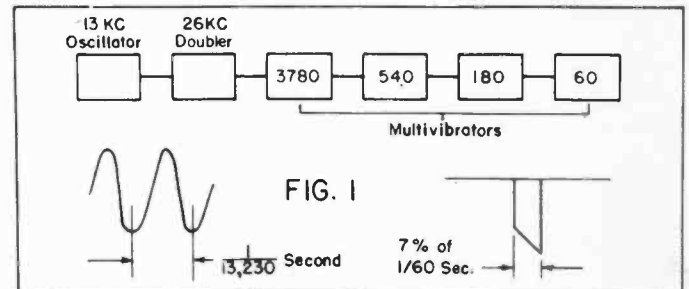 13 KC
Oscillator
26KC
Doubler
3780
540
180
60
Multivibrators
FIG. 1
1
13,230 Second
7% of
1/60 Sec.